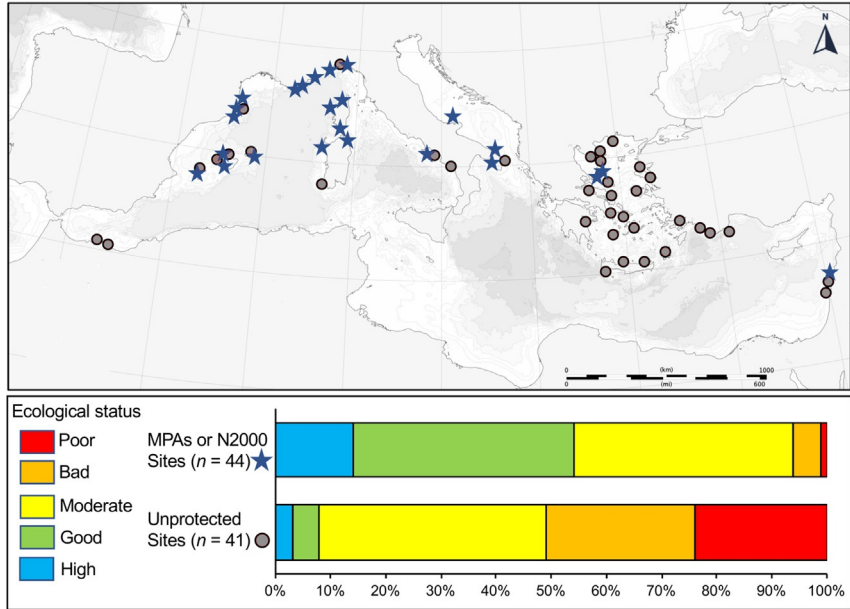 N
0 (km) 1000
0 (mi) 600
Ecological status
Poor
Bad
Moderate
Good
High
MPAs or N2000
Sites (n = 44)
Unprotected
Sites (n = 41)
0% 10% 20% 30% 40% 50% 60% 70% 80% 90% 100%